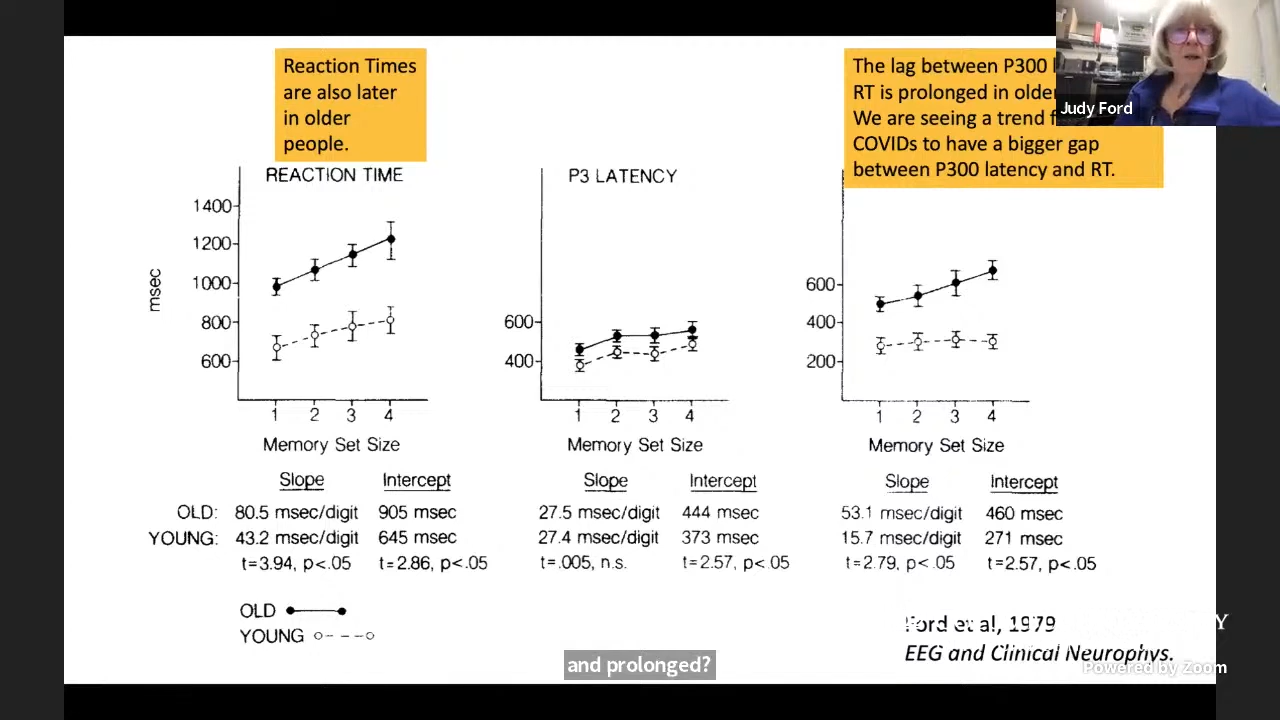 Reaction Times
are also later
in older
people.
The lag between P300
RT is prolonged in older
We are seeing a trend
COVIDs to have a bigger gap
between P300 latency and RT.
Judy Ford
REACTION TIME
1400
1200
1000
800
600
msec
1 2 3 4
Memory Set Size
P3 LATENCY
600
400
1 2 3 4
Memory Set Size
600
400
200
1 2 3 4
Memory Set Size
Slope Intercept Slope Intercept Slope Intercept
OLD: 80.5 msec/digit 905 msec 27.5 msec/digit 444 msec 53.1 msec/digit 460 msec
YOUNG: 43.2 msec/digit 645 msec 27.4 msec/digit 373 msec 15.7 msec/digit 271 msec
t=3.94, p<.05 t=2.86, p<.05 t=.005, n.s. t=2.57, p<.05 t=2.79, p<.05 t=2.57, p<.05
OLD
YOUNG
Ford et al, 1979
EEG and Clinical Neurophys.
and prolonged?
Powered by Zoom